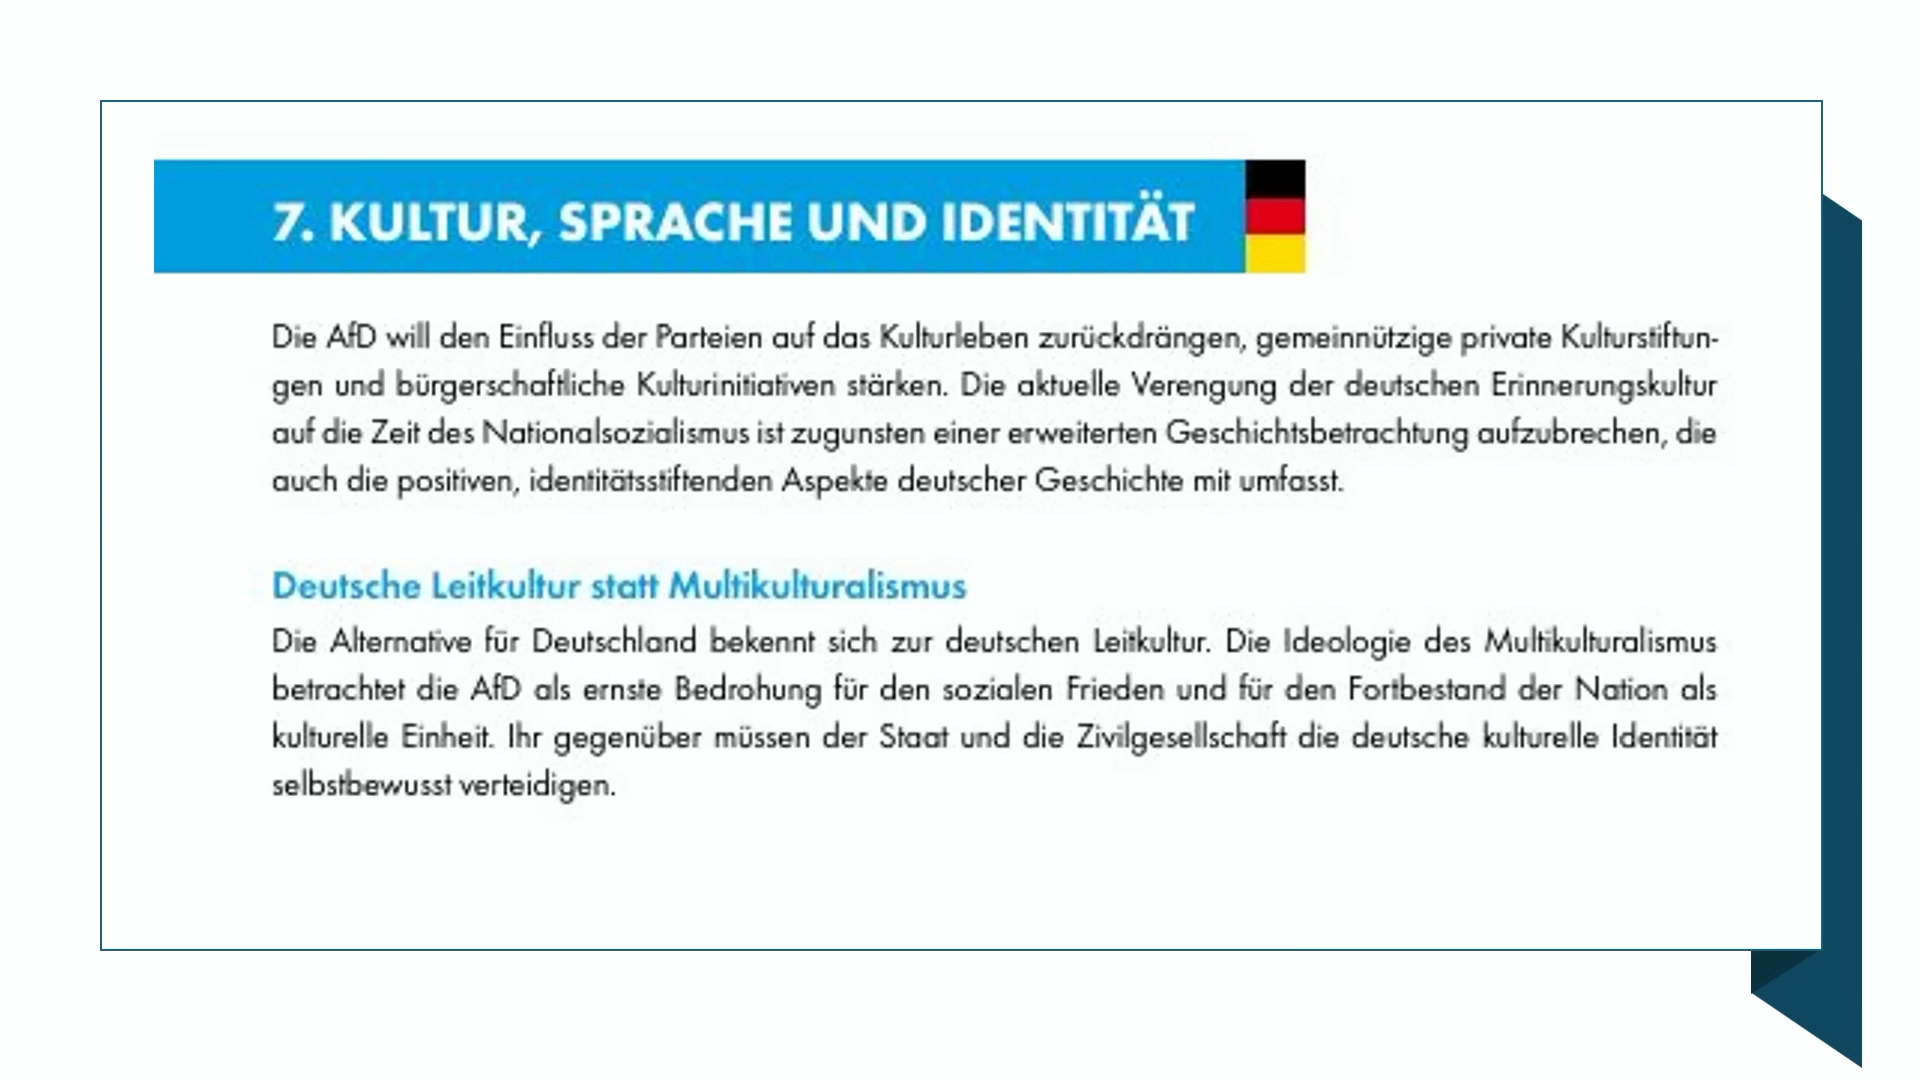 7. KULTUR, SPRACHE UND IDENTITÄT
Die AfD will den Einfluss der Parteien auf das Kulturleben zurückdrängen, gemeinnützige private Kulturstiftun-
gen und bürgerschaftliche Kulturinitiativen stärken. Die aktuelle Verengung der deutschen Erinnerungskultur
auf die Zeit des Nationalsozialismus ist zugunsten einer erweiterten Geschichtsbetrachtung aufzubrechen, die
auch die positiven, identitätsstiftenden Aspekte deutscher Geschichte mit umfasst.
Deutsche Leitkultur statt Multikulturalismus
Die Alternative für Deutschland bekennt sich zur deutschen Leitkultur. Die Ideologie des Multikulturalismus
betrachtet die AfD als ernste Bedrohung für den sozialen Frieden und für den Fortbestand der Nation als
kulturelle Einheit. Ihr gegenüber müssen der Staat und die Zivilgesellschaft die deutsche kulturelle Identität
selbstbewusst verteidigen.